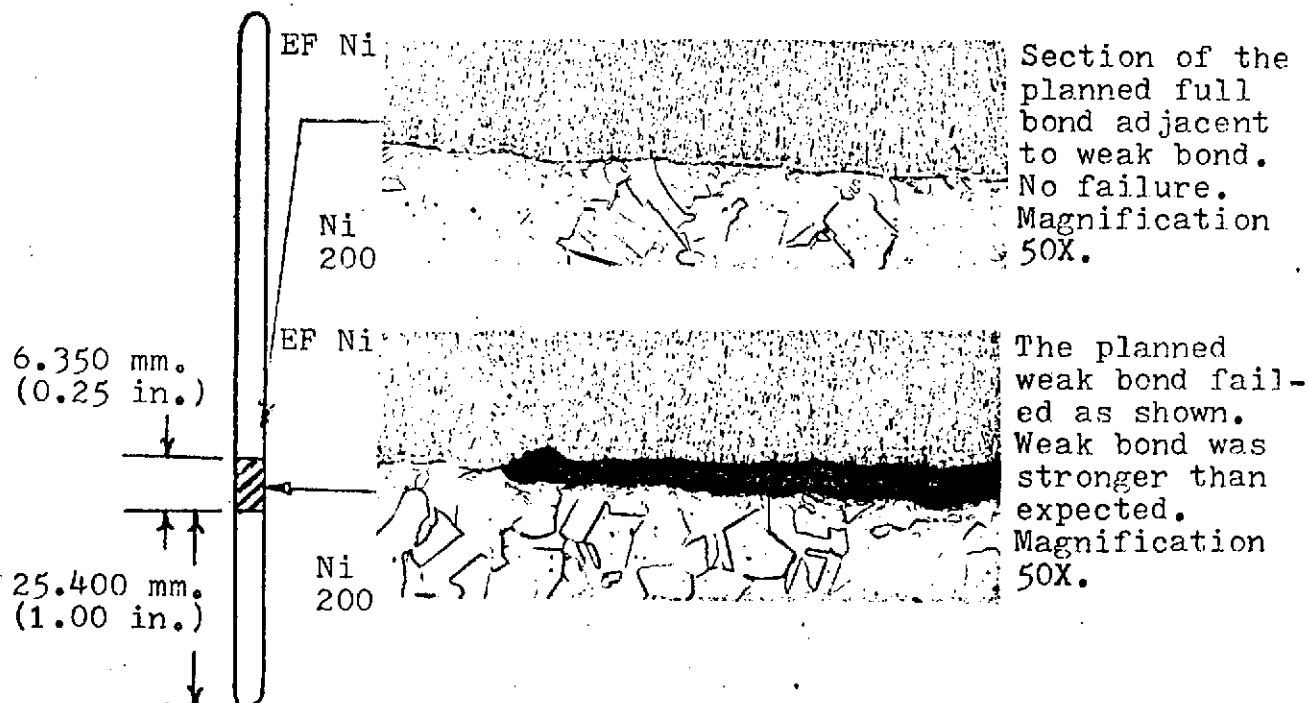 EF Ni
Section of the
planned full
bond adjacent
to weak bond.
No failure.
Magnification
50X.
Ni
200
6.350 mm.
(0.25 in.)
EF Ni
The planned
weak bond fail-
ed as shown.
Weak bond was
stronger than
expected.
Magnification
50X.
Ni
200
25.400 mm.
(1.00 in.)